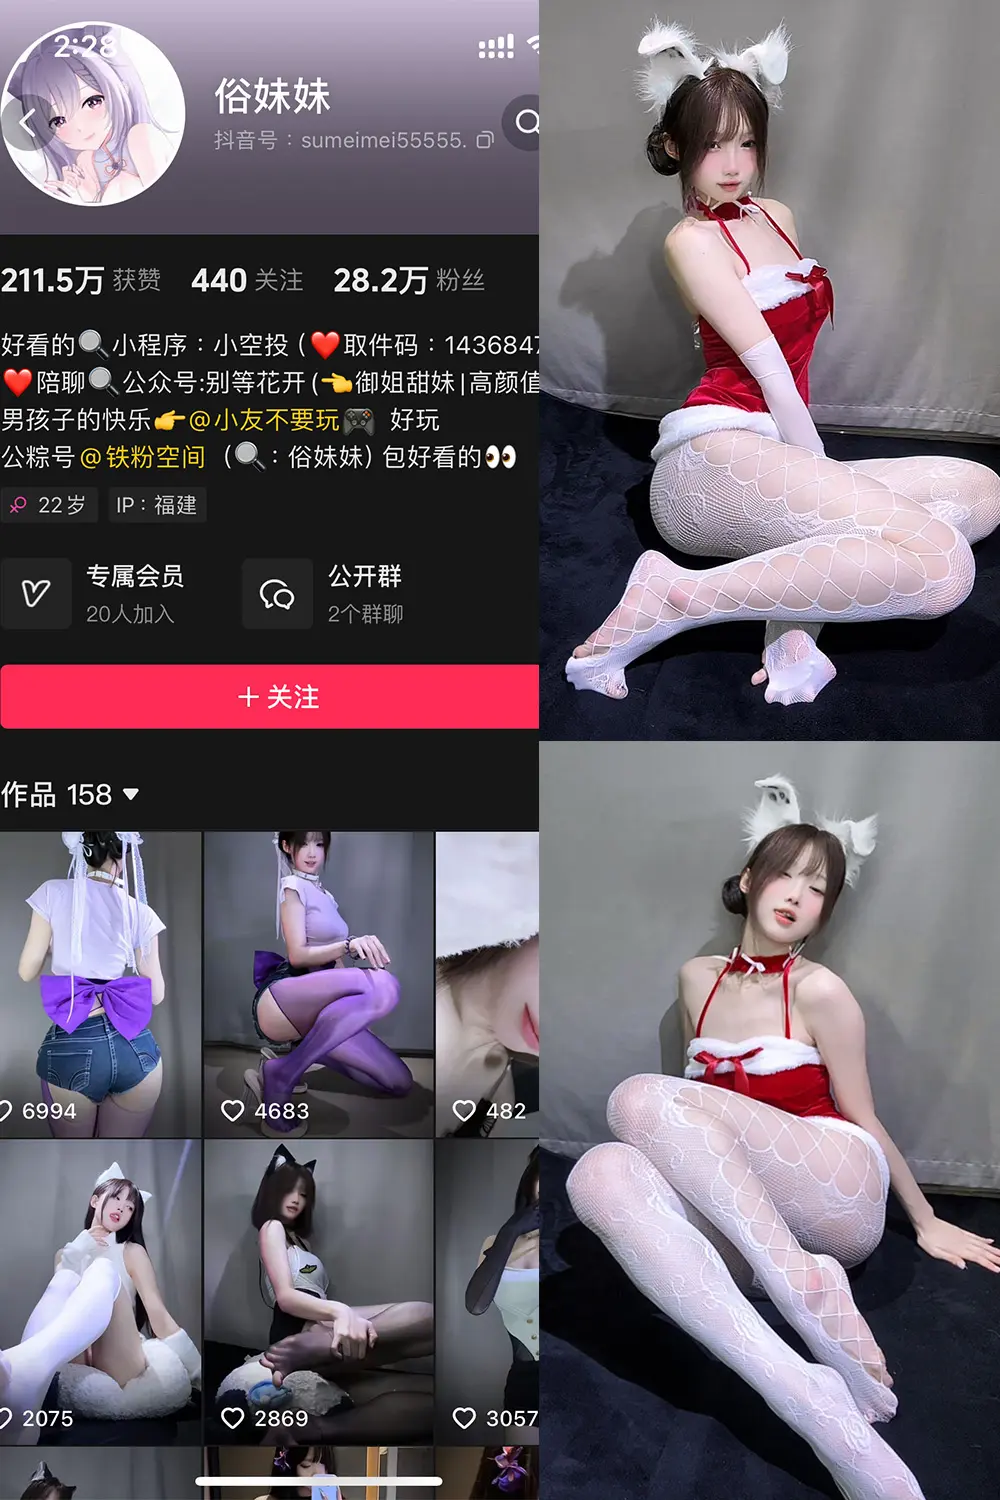 2:28
俗妹妹
抖音号：sumeimei55555.
211.5万 获赞 440 关注 28.2万 粉丝
好看的🔍小程序：小空投 (❤️取件码：1436847
❤️陪聊🔍公众号:别等花开 (👈御姐甜妹|高颜值
男孩子的快乐👉@小友不要玩🎮 好玩
公粽号@铁粉空间 (🔍：俗妹妹) 包好看的👀
22岁 IP：福建
专属会员 公开群
20人加入 2个群聊
+ 关注
作品 158
6994 4683 482
2075 2869 3057